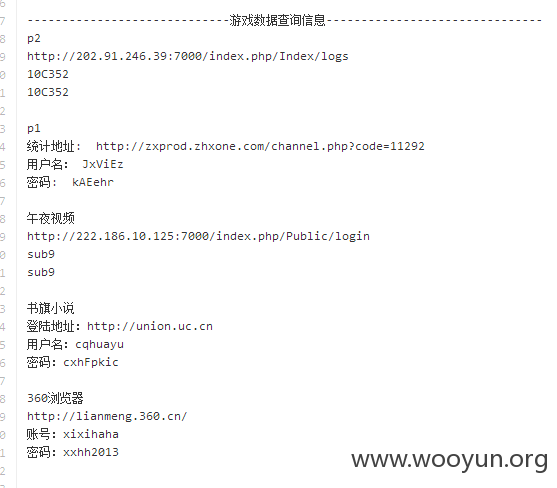 6
7 -----------------------------游戏数据查询信息-------------------------------
8 p2
9 http://202.91.246.39:7000/index.php/Index/logs
0 10C352
1 10C352
2
3 p1
4 统计地址: http://zxprod.zhxone.com/channel.php?code=11292
5 用户名: JxViEz
6 密码: kAEehr
7
8 午夜视频
9 http://222.186.10.125:7000/index.php/Public/login
0 sub9
1 sub9
2
3 书旗小说
4 登陆地址：http://union.uc.cn
5 用户名：cqhuayu
6 密码：cxhFpkic
7
8 360浏览器
9 http://lianmeng.360.cn/
0 账号：xixihaha
1 密码：xxhh2013
2
www.wooyun.org